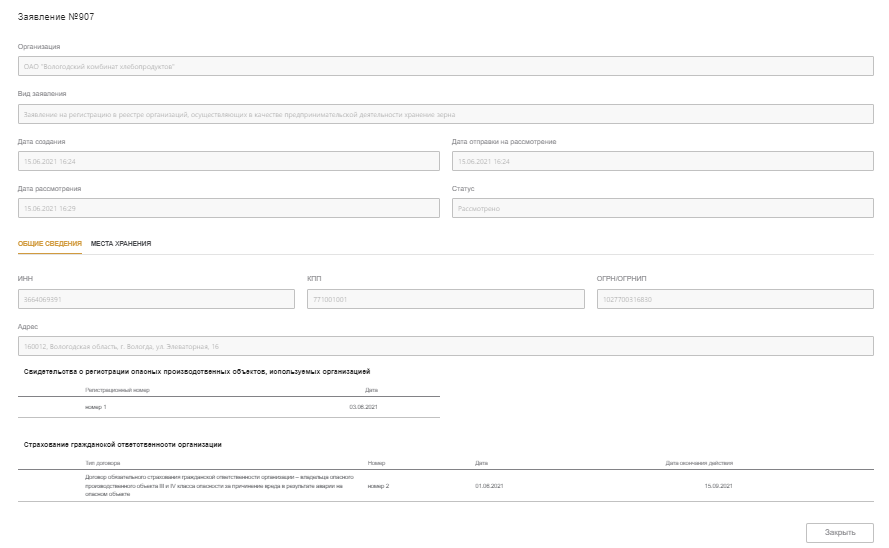 Заявление №907
Организация
ОАО "Вологодский комбинат хлебопродуктов"
Вид заявления
Заявление на регистрацию в реестре организаций, осуществляющих в качестве предпринимательской деятельности хранение зерна
Дата создания Дата отправки на рассмотрение
15.06.2021 16:24 15.06.2021 16:24
Дата рассмотрения Статус
15.06.2021 16:29 Рассмотрено
ОБЩИЕ СВЕДЕНИЯ МЕСТА ХРАНЕНИЯ
ИНН КПП ОГРН/ОГРНИП
3664069391 771001001 1027700316830
Адрес
160012, Вологодская область, г. Вологда, ул. Элеваторная, 16
Свидетельства о регистрации опасных производственных объектов, используемых организацией
Регистрационный номер Дата
номер 1 03.06.2021
Страхование гражданской ответственности организации
Тип договора Номер Дата Дата окончания действия
Договор обязательного страхования гражданской ответственности организации – владельца опасного
производственного объекта III и IV класса опасности за причинение вреда в результате аварии на номер 2 01.06.2021 15.09.2021
опасном объекте
Закрыть